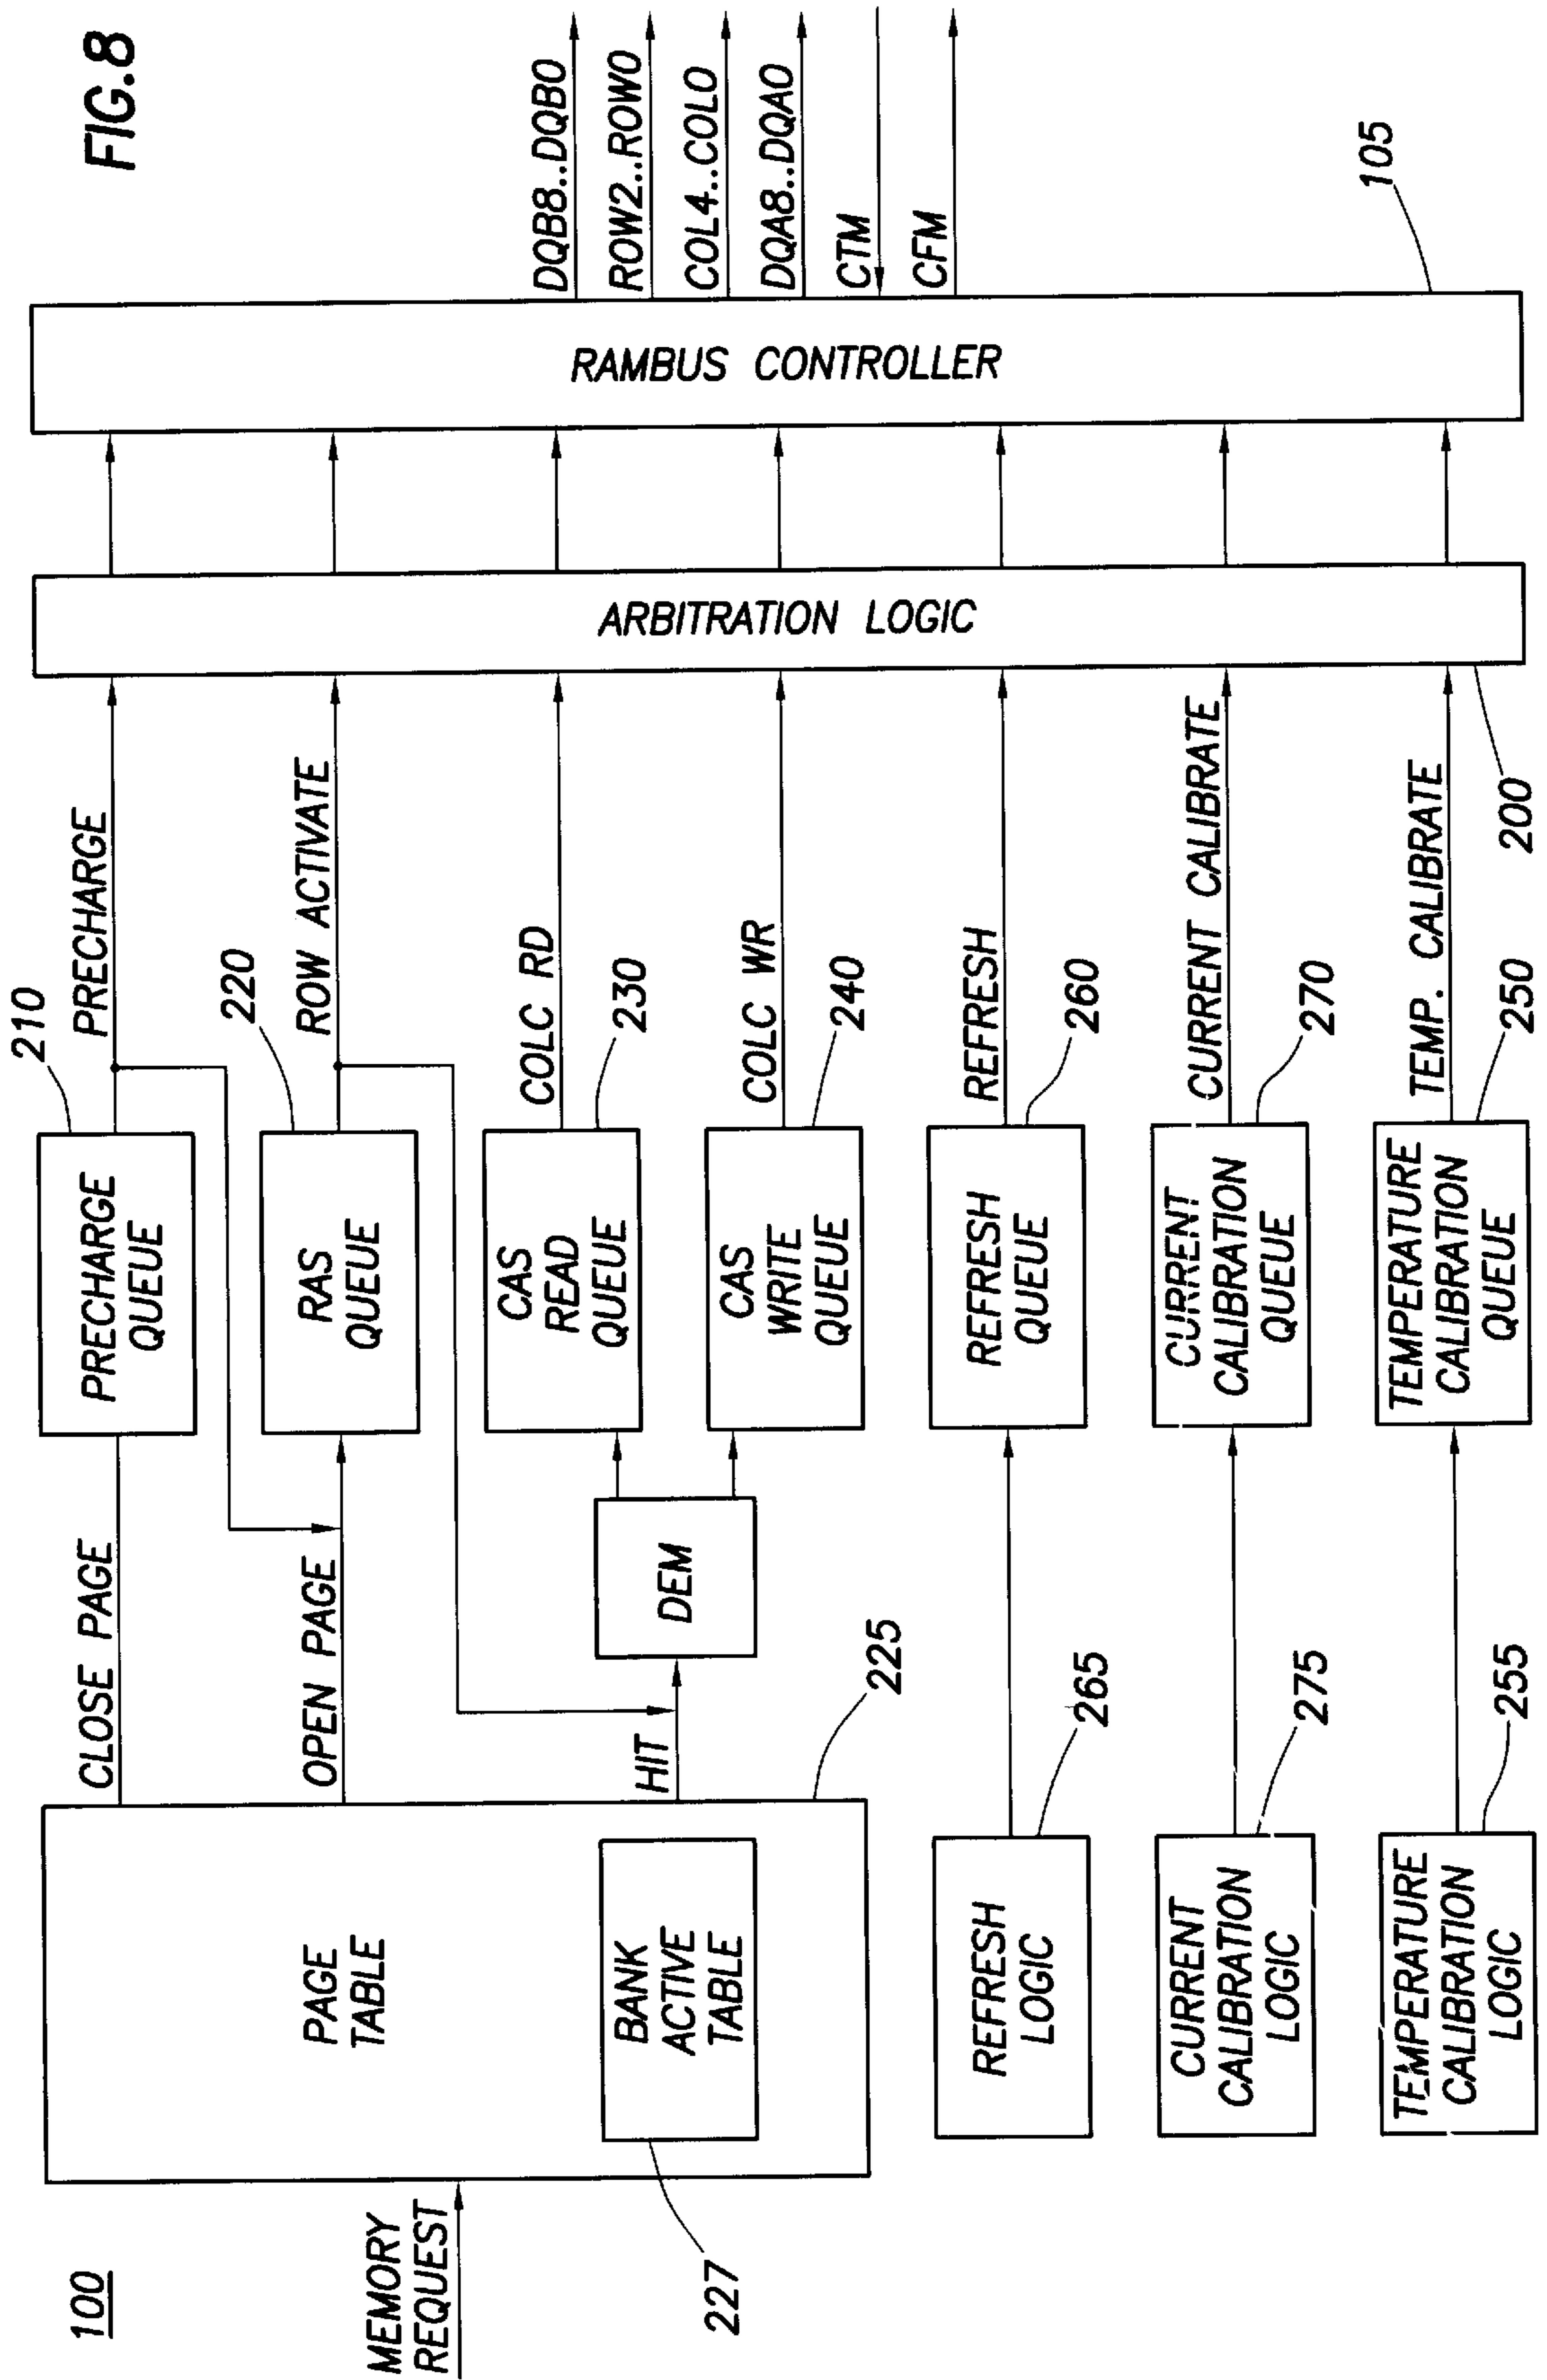 FIG.8
100
MEMORY
REQUEST
PAGE
TABLE
BANK
ACTIVE
TABLE
227
225
CLOSE PAGE
OPEN PAGE
HIT
DEM
210
PRECHARGE
QUEUE
PRECHARGE
220
RAS
QUEUE
ROW ACTIVATE
CAS
READ
QUEUE
230
COLC RD
CAS
WRITE
QUEUE
240
COLC WR
REFRESH
LOGIC
265
REFRESH
QUEUE
260
REFRESH
CURRENT
CALIBRATION
LOGIC
275
CURRENT
CALIBRATION
QUEUE
270
CURRENT CALIBRATE
TEMPERATURE
CALIBRATION
LOGIC
255
TEMPERATURE
CALIBRATION
QUEUE
250
TEMP. CALIBRATE
ARBITRATION LOGIC
200
RAMBUS CONTROLLER
105
DQB8..DQB0
ROW2..ROW0
COL4..COL0
DQA8..DQA0
CTM
CFM